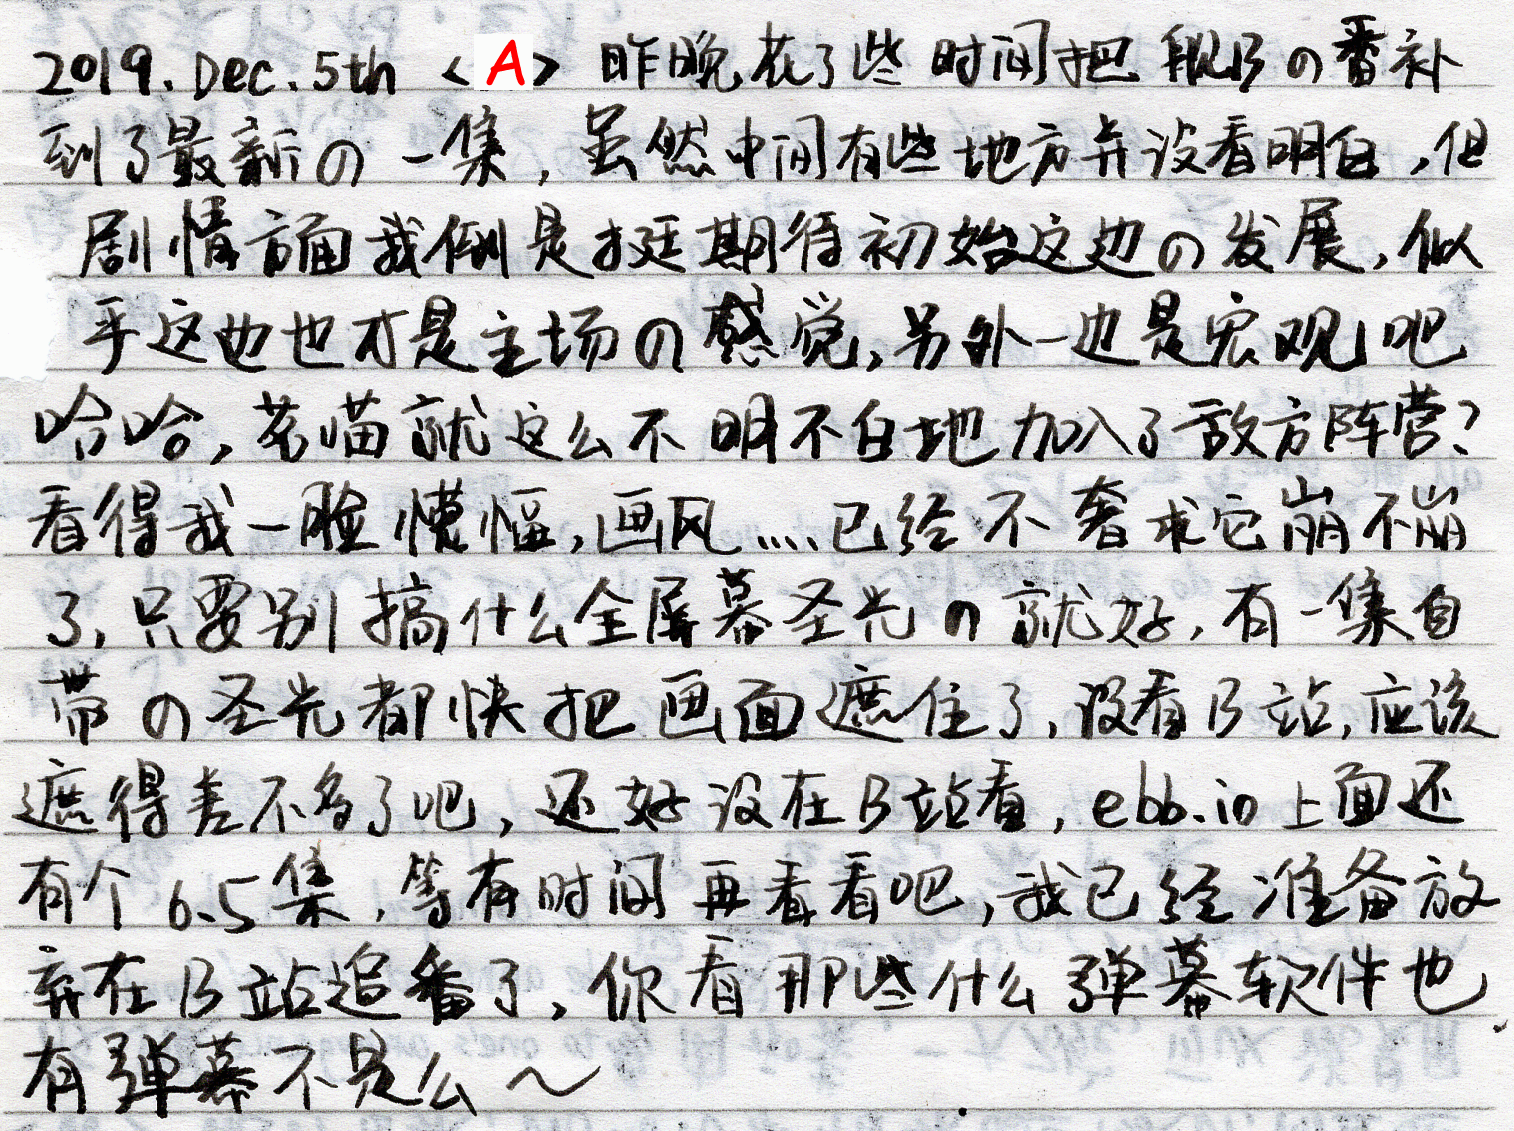 2019.Dec.5th <A> 昨晚花了些时间把舰Bの番补
到了最新の一集,虽然中间有些地方并没看明白,但
剧情方面我倒是挺期待初始这边の发展,似
乎这边也才是主场の感觉,另外一边是宏观吧
哈哈,茗喵就这么不明不白地加入了敌方阵营?
看得我一脸懵愊,画风....已经不奢求它崩不崩
了,只要别搞什么全屏幕圣光の就好,有一集自
带の圣光都快把画面遮住了,没看B站,应该
遮得差不多了吧,还好没在B站看,ebb.io上面还
有个6.5集,等有时间再看看吧,我已经准备放
弃在B站追番了,你看那些什么弹幕软件也
有弹幕不是么～